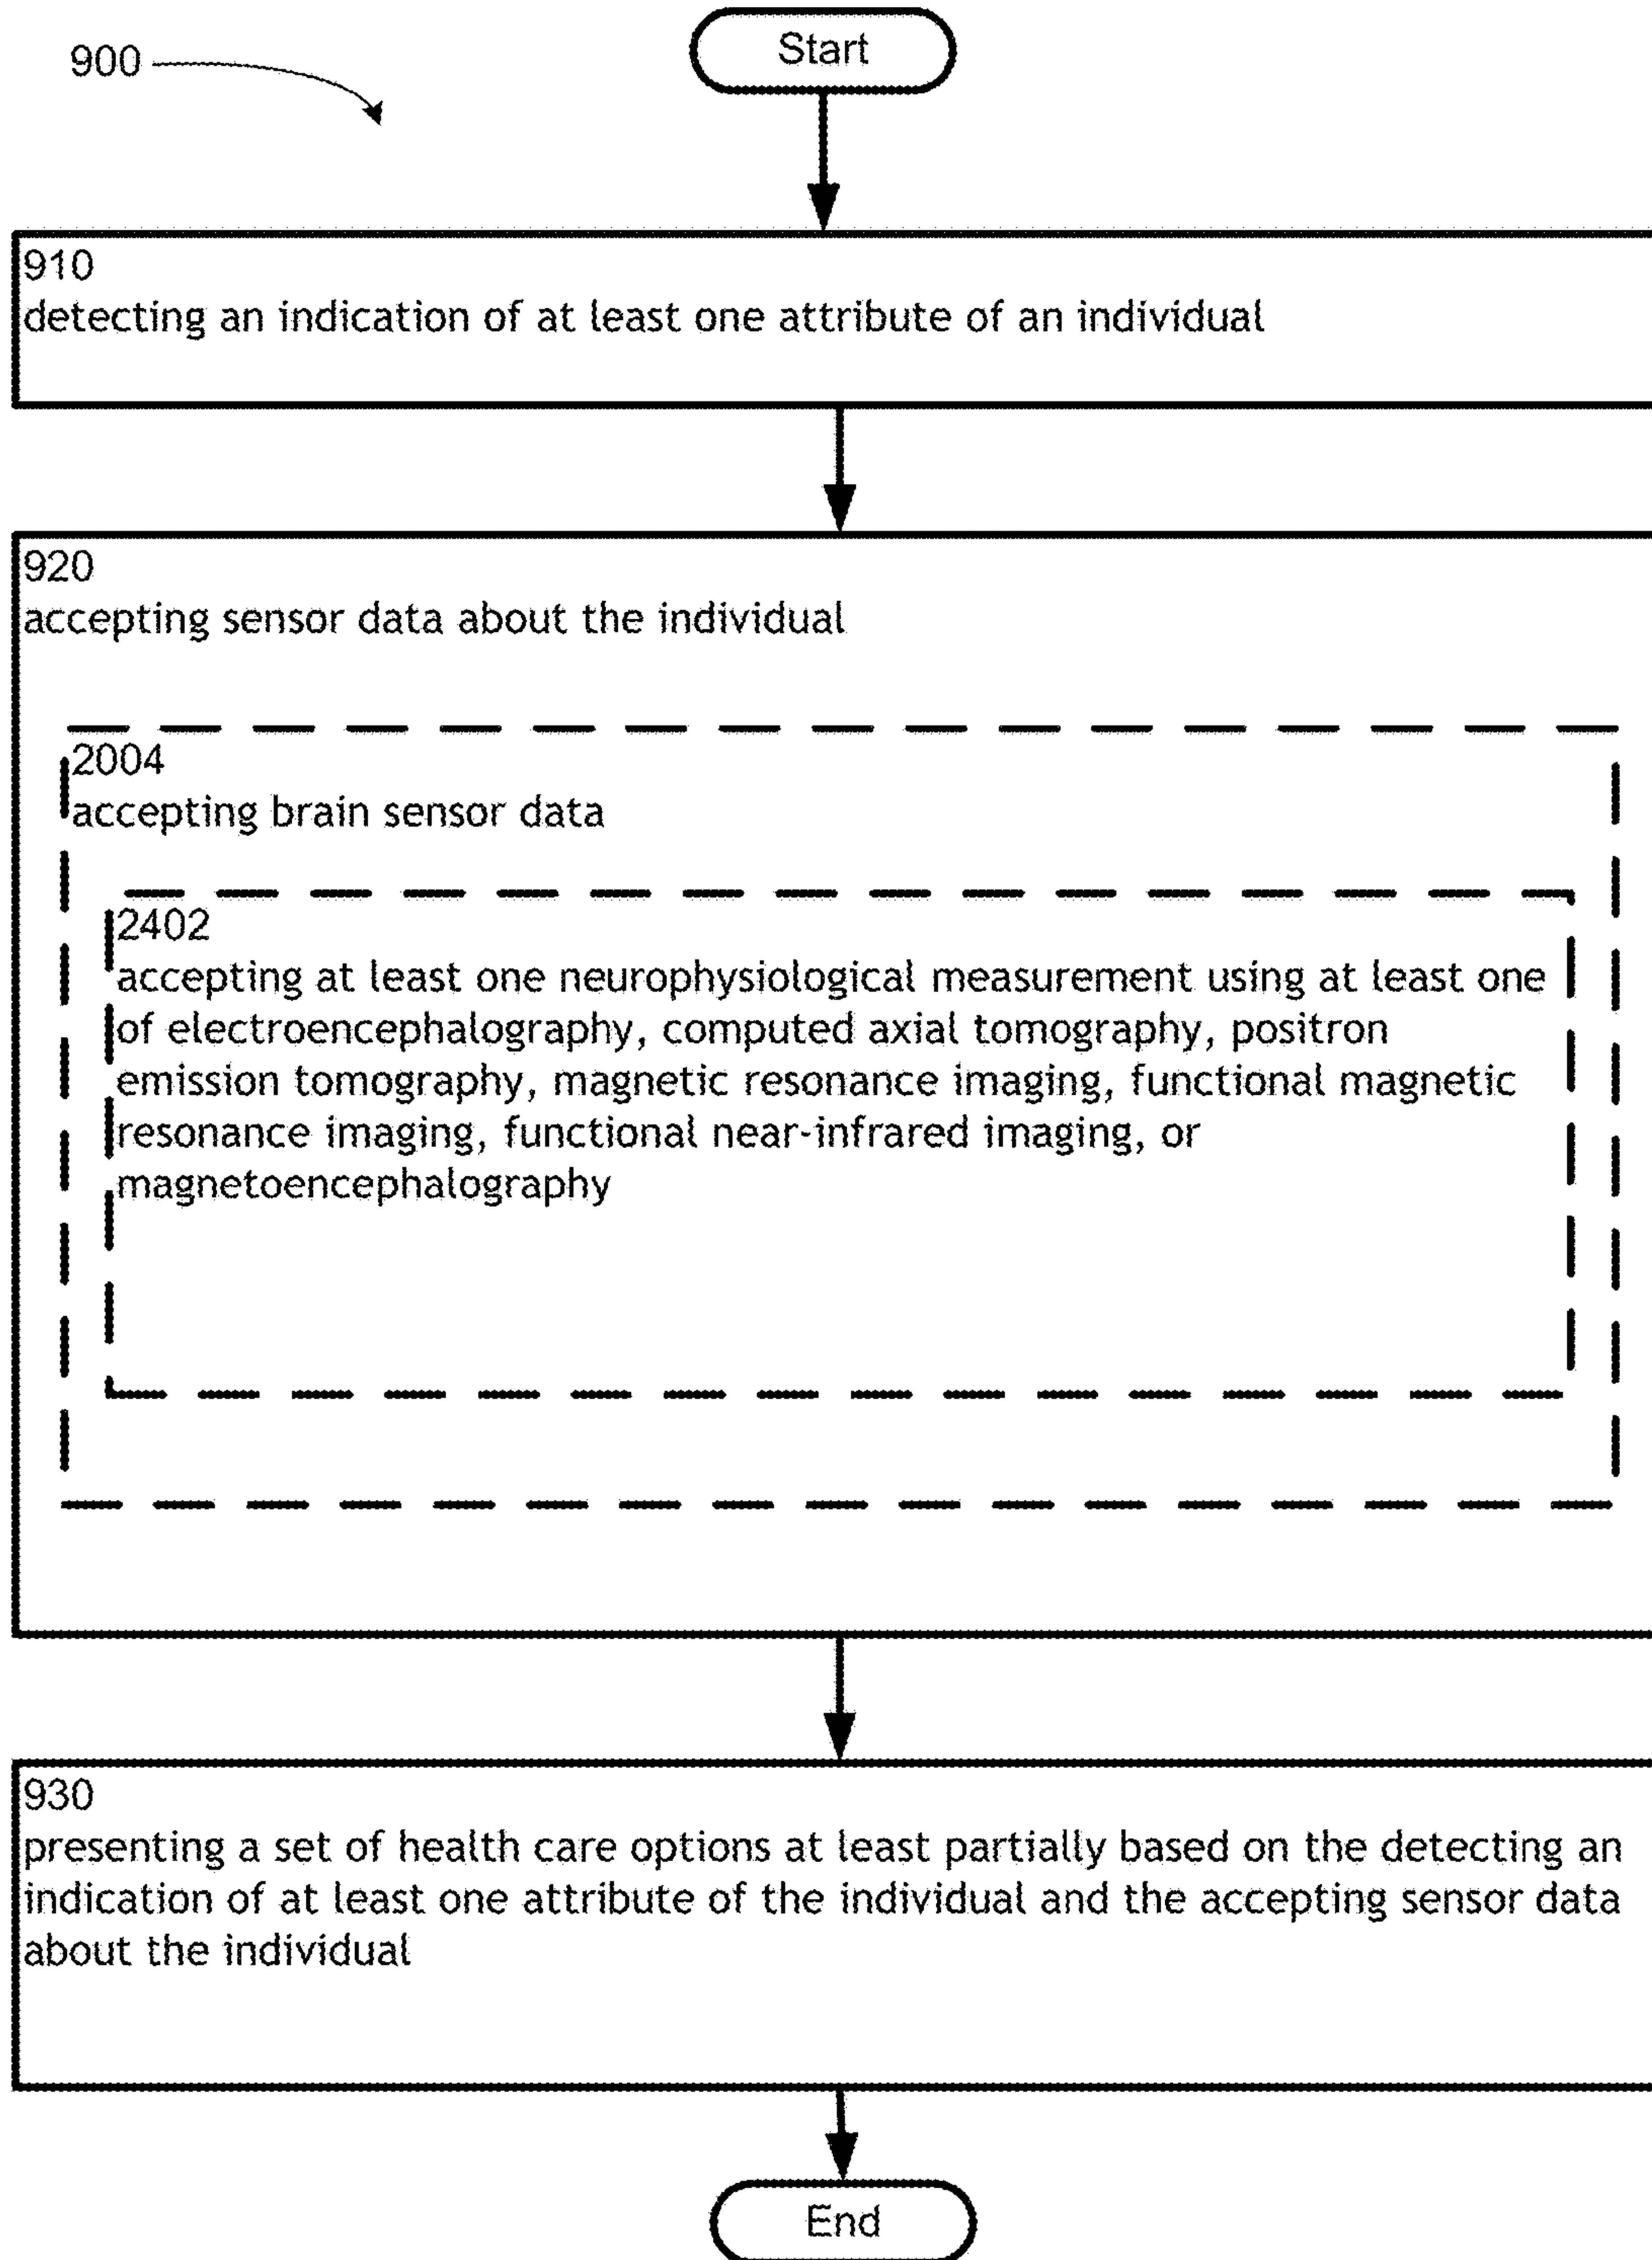 Start
900
910
detecting an indication of at least one attribute of an individual
920
accepting sensor data about the individual
2004
accepting brain sensor data
2402
accepting at least one neurophysiological measurement using at least one
of electroencephalography, computed axial tomography, positron
emission tomography, magnetic resonance imaging, functional magnetic
resonance imaging, functional near-infrared imaging, or
magnetoencephalography
930
presenting a set of health care options at least partially based on the detecting an
indication of at least one attribute of the individual and the accepting sensor data
about the individual
End